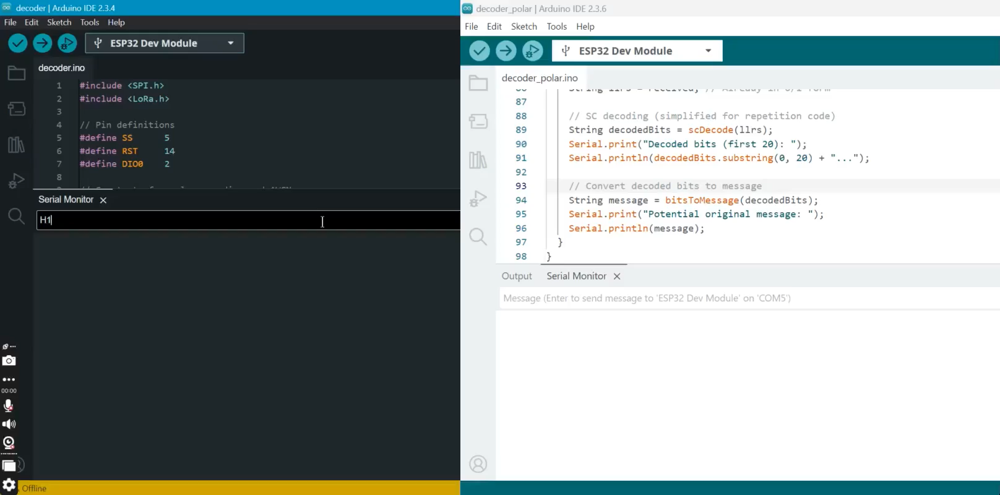 decoder | Arduino IDE 2.3.4
File Edit Sketch Tools Help
ESP32 Dev Module
decoder.ino
1 #include <SPI.h>
2 #include <LoRa.h>
3
4 // Pin definitions
5 #define SS 5
6 #define RST 14
7 #define DIO0 2
8
Serial Monitor
H1
00:00
Offline
decoder_polar | Arduino IDE 2.3.6
File Edit Sketch Tools Help
ESP32 Dev Module
decoder_polar.ino
87
88 // SC decoding (simplified for repetition code)
89 String decodedBits = scDecode(llrs);
90 Serial.print("Decoded bits (first 20): ");
91 Serial.println(decodedBits.substring(0, 20) + "...");
92
93 // Convert decoded bits to message
94 String message = bitsToMessage(decodedBits);
95 Serial.print("Potential original message: ");
96 Serial.println(message);
97 }
98 }
Output Serial Monitor
Message (Enter to send message to 'ESP32 Dev Module' on 'COM5')